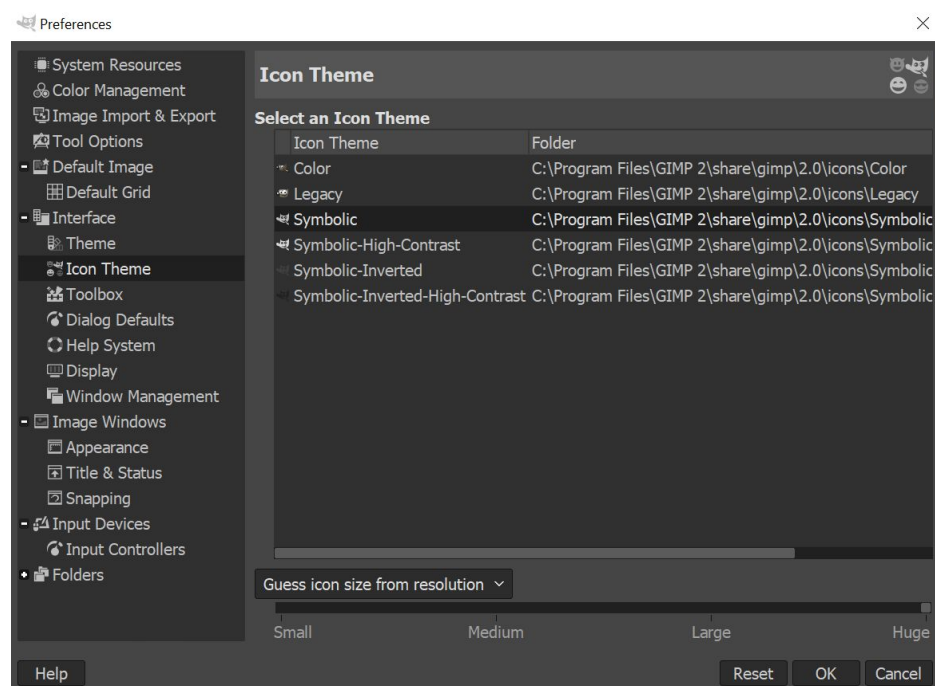 Preferences
System Resources
Color Management
Image Import & Export
Tool Options
Default Image
Default Grid
Interface
Theme
Icon Theme
Toolbox
Dialog Defaults
Help System
Display
Window Management
Image Windows
Appearance
Title & Status
Snapping
Input Devices
Input Controllers
Folders
Icon Theme
Select an Icon Theme
Icon Theme Folder
Color C:\Program Files\GIMP 2\share\gimp\2.0\icons\Color
Legacy C:\Program Files\GIMP 2\share\gimp\2.0\icons\Legacy
Symbolic C:\Program Files\GIMP 2\share\gimp\2.0\icons\Symbolic
Symbolic-High-Contrast C:\Program Files\GIMP 2\share\gimp\2.0\icons\Symbolic
Symbolic-Inverted C:\Program Files\GIMP 2\share\gimp\2.0\icons\Symbolic
Symbolic-Inverted-High-Contrast C:\Program Files\GIMP 2\share\gimp\2.0\icons\Symbolic
Guess icon size from resolution
Small Medium Large Huge
Help Reset OK Cancel